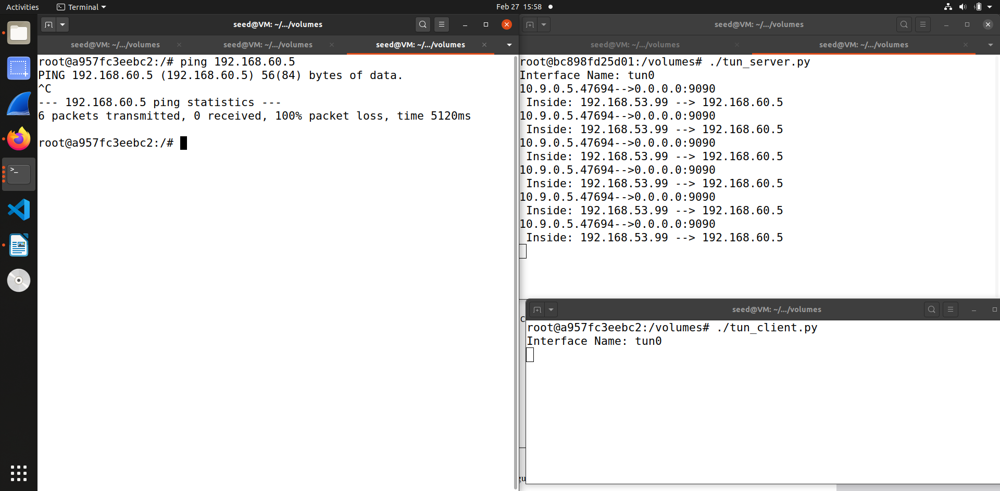 Activities
Terminal
Feb 27 15:58
seed@VM: ~/.../volumes
seed@VM: ~/.../volumes
seed@VM: ~/.../volumes
seed@VM: ~/.../volumes
root@a957fc3eebc2:/# ping 192.168.60.5
PING 192.168.60.5 (192.168.60.5) 56(84) bytes of data.
^C
--- 192.168.60.5 ping statistics ---
6 packets transmitted, 0 received, 100% packet loss, time 5120ms
root@a957fc3eebc2:/#
seed@VM: ~/.../volumes
seed@VM: ~/.../volumes
seed@VM: ~/.../volumes
root@bc898fd25d01:/volumes# ./tun_server.py
Interface Name: tun0
10.9.0.5.47694-->0.0.0.0:9090
Inside: 192.168.53.99 --> 192.168.60.5
10.9.0.5.47694-->0.0.0.0:9090
Inside: 192.168.53.99 --> 192.168.60.5
10.9.0.5.47694-->0.0.0.0:9090
Inside: 192.168.53.99 --> 192.168.60.5
10.9.0.5.47694-->0.0.0.0:9090
Inside: 192.168.53.99 --> 192.168.60.5
10.9.0.5.47694-->0.0.0.0:9090
Inside: 192.168.53.99 --> 192.168.60.5
10.9.0.5.47694-->0.0.0.0:9090
Inside: 192.168.53.99 --> 192.168.60.5
seed@VM: ~/.../volumes
root@a957fc3eebc2:/volumes# ./tun_client.py
Interface Name: tun0